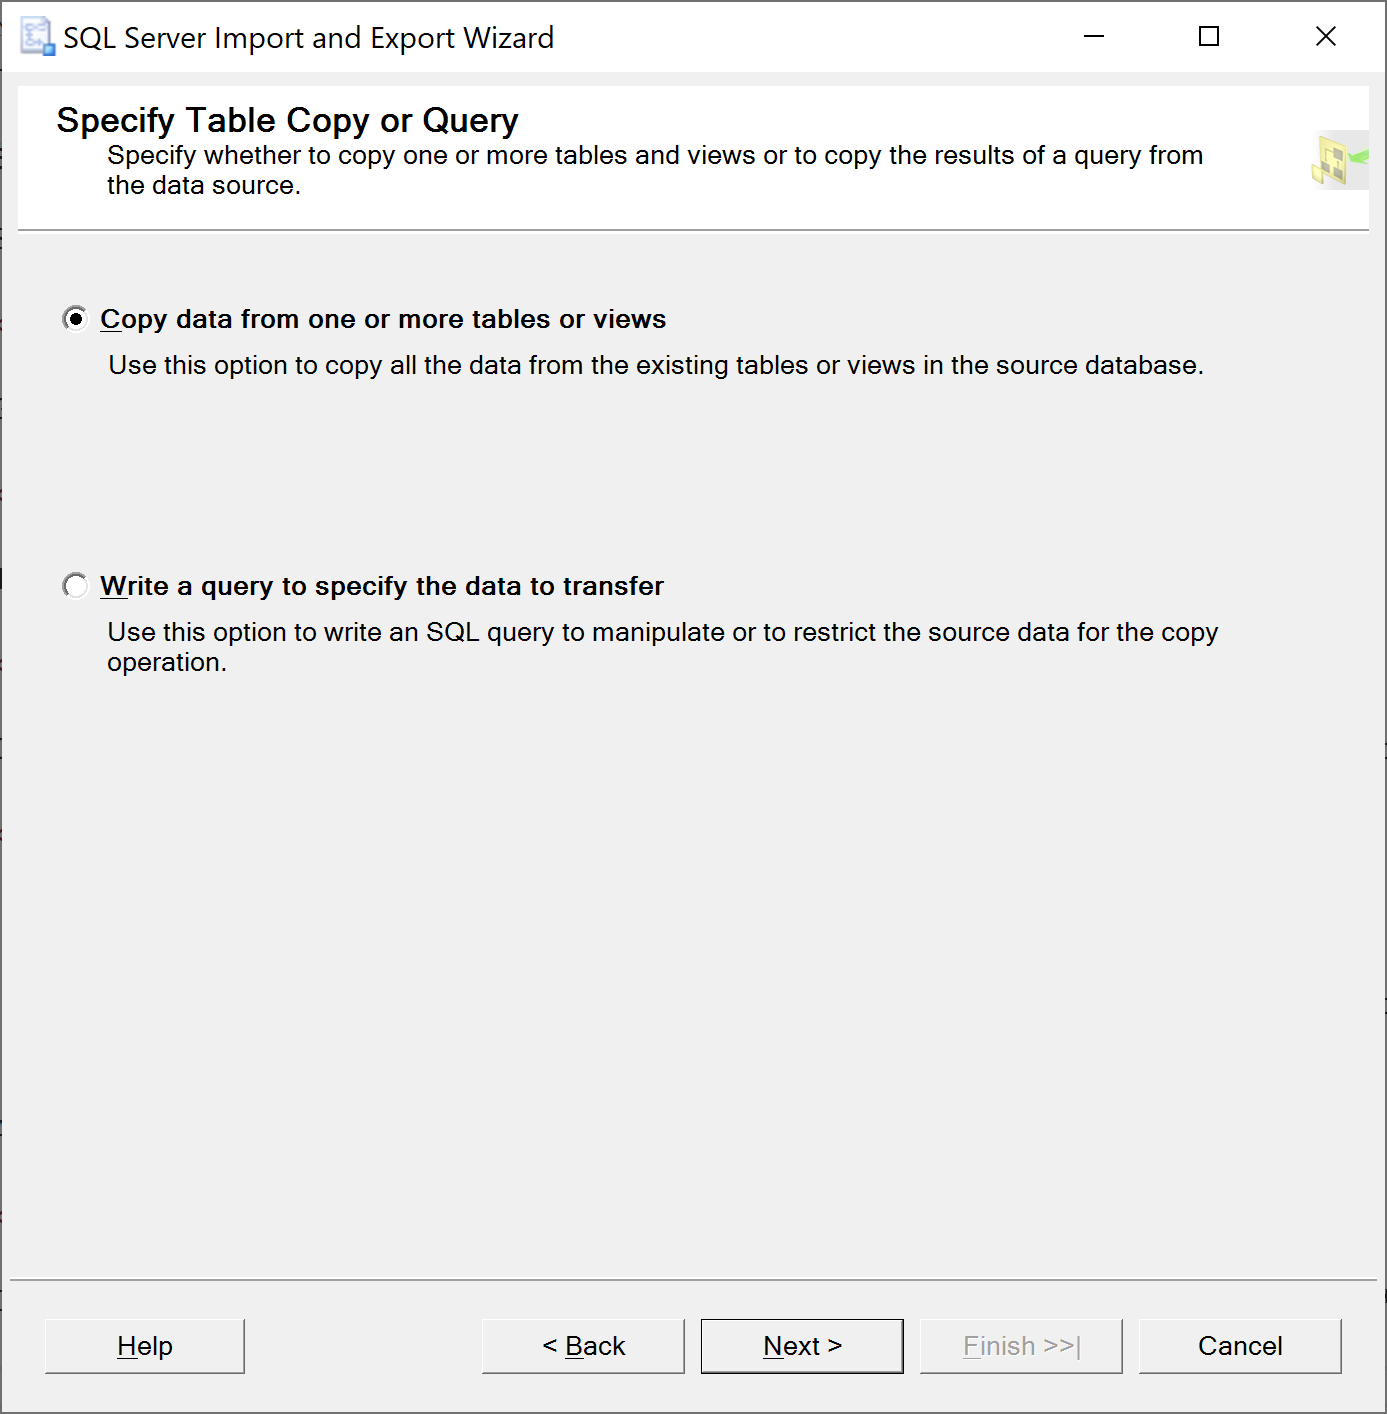 SQL Server Import and Export Wizard
Specify Table Copy or Query
Specify whether to copy one or more tables and views or to copy the results of a query from
the data source.
Copy data from one or more tables or views
Use this option to copy all the data from the existing tables or views in the source database.
Write a query to specify the data to transfer
Use this option to write an SQL query to manipulate or to restrict the source data for the copy
operation.
Help
< Back
Next >
Finish >>|
Cancel